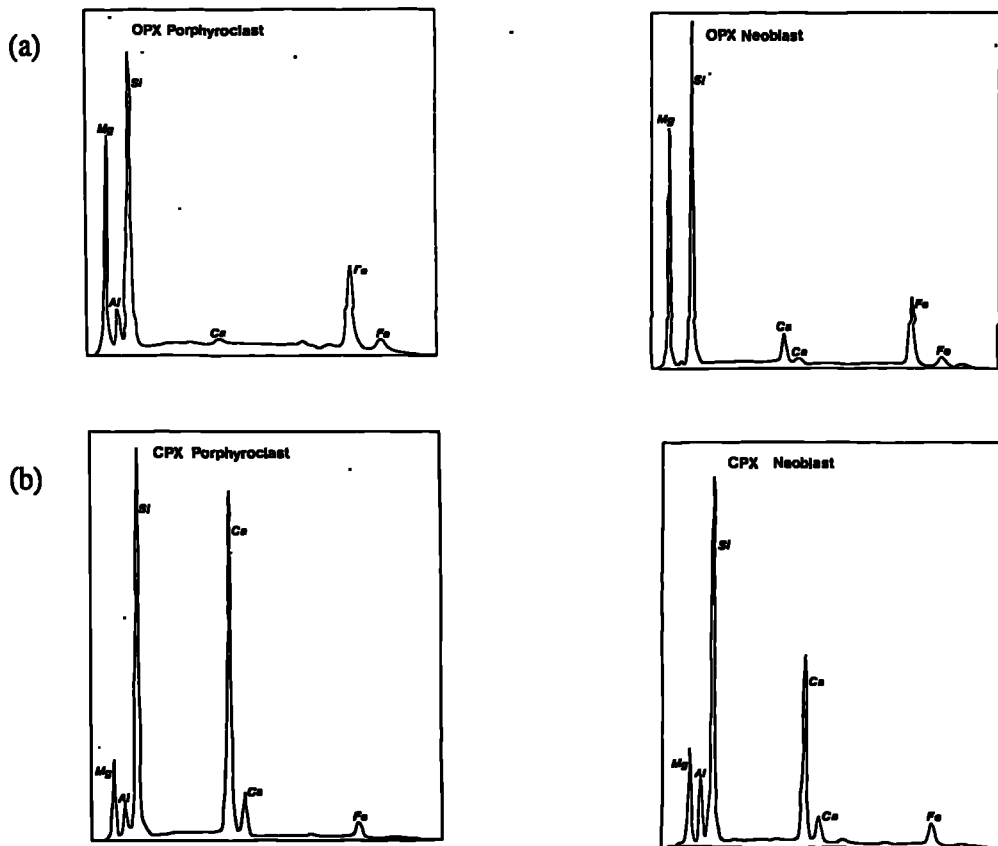 (a)
OPX Porphyroclast
Mg
Al
Si
Ca
Fe
Fe
OPX Neoblast
Mg
Si
Ca
Ca
Fe
Fe
(b)
CPX Porphyroclast
Mg
Al
Si
Ca
Ca
Fe
CPX Neoblast
Mg
Al
Si
Ca
Ca
Fe